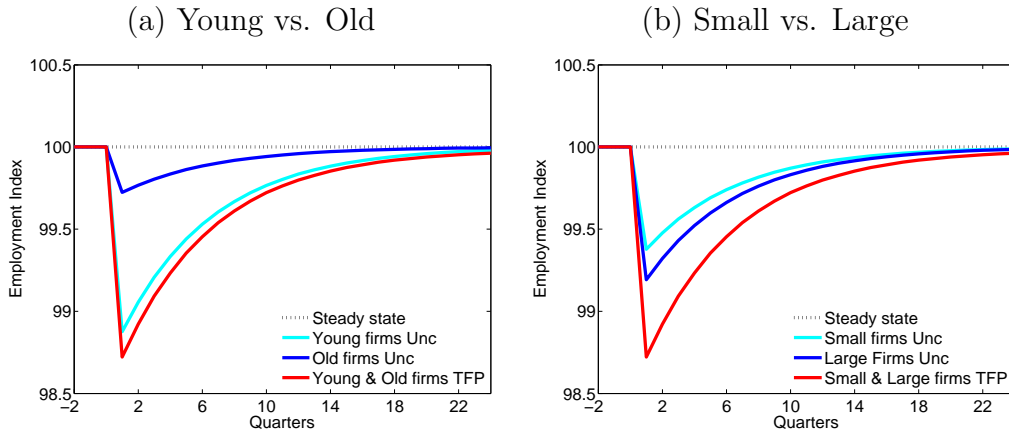 (a) Young vs. Old
100.5
100
99.5
99
98.5
Employment Index
Steady state
Young firms Unc
Old firms Unc
Young & Old firms TFP
−2 2 6 10 14 18 22
Quarters
(b) Small vs. Large
100.5
100
99.5
99
98.5
Employment Index
Steady state
Small firms Unc
Large Firms Unc
Small & Large firms TFP
−2 2 6 10 14 18 22
Quarters